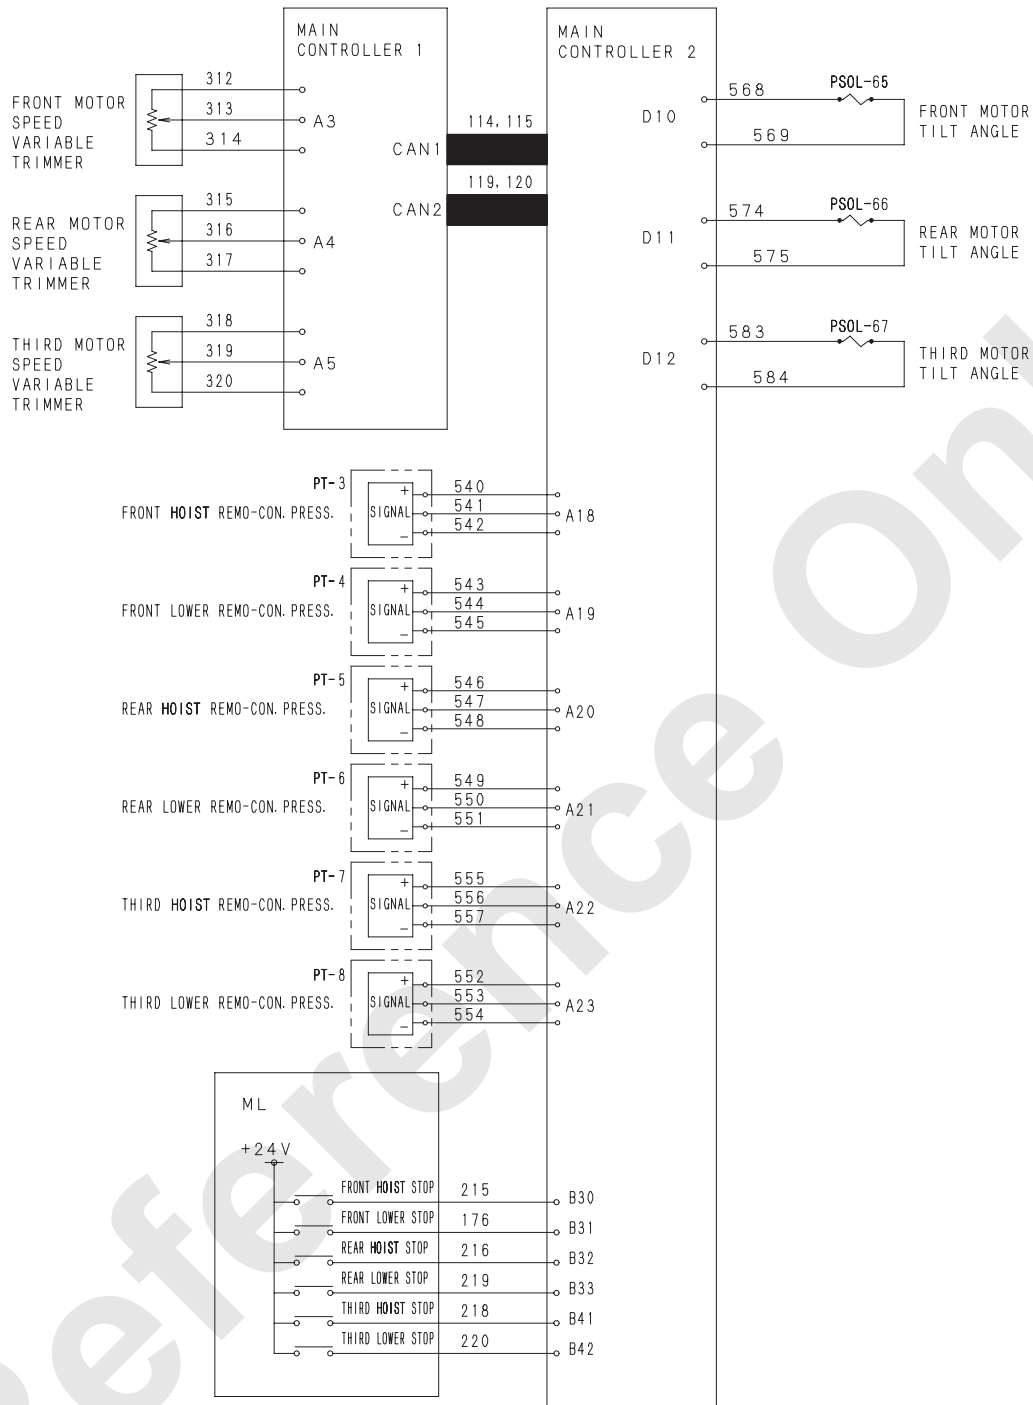 MAIN
CONTROLLER 1
MAIN
CONTROLLER 2
FRONT MOTOR
SPEED
VARIABLE
TRIMMER
312
313
314
A3
REAR MOTOR
SPEED
VARIABLE
TRIMMER
315
316
317
A4
THIRD MOTOR
SPEED
VARIABLE
TRIMMER
318
319
320
A5
CAN1
114, 115
CAN2
119, 120
D10
568
569
PSOL-65
FRONT MOTOR
TILT ANGLE
D11
574
575
PSOL-66
REAR MOTOR
TILT ANGLE
D12
583
584
PSOL-67
THIRD MOTOR
TILT ANGLE
PT-3
FRONT HOIST REMO-CON. PRESS.
+
SIGNAL
−
540
541
542
A18
PT-4
FRONT LOWER REMO-CON. PRESS.
+
SIGNAL
−
543
544
545
A19
PT-5
REAR HOIST REMO-CON. PRESS.
+
SIGNAL
−
546
547
548
A20
PT-6
REAR LOWER REMO-CON. PRESS.
+
SIGNAL
−
549
550
551
A21
PT-7
THIRD HOIST REMO-CON. PRESS.
+
SIGNAL
−
555
556
557
A22
PT-8
THIRD LOWER REMO-CON. PRESS.
+
SIGNAL
−
552
553
554
A23
ML
+24V
FRONT HOIST STOP 215 B30
FRONT LOWER STOP 176 B31
REAR HOIST STOP 216 B32
REAR LOWER STOP 219 B33
THIRD HOIST STOP 218 B41
THIRD LOWER STOP 220 B42
Reference Onl